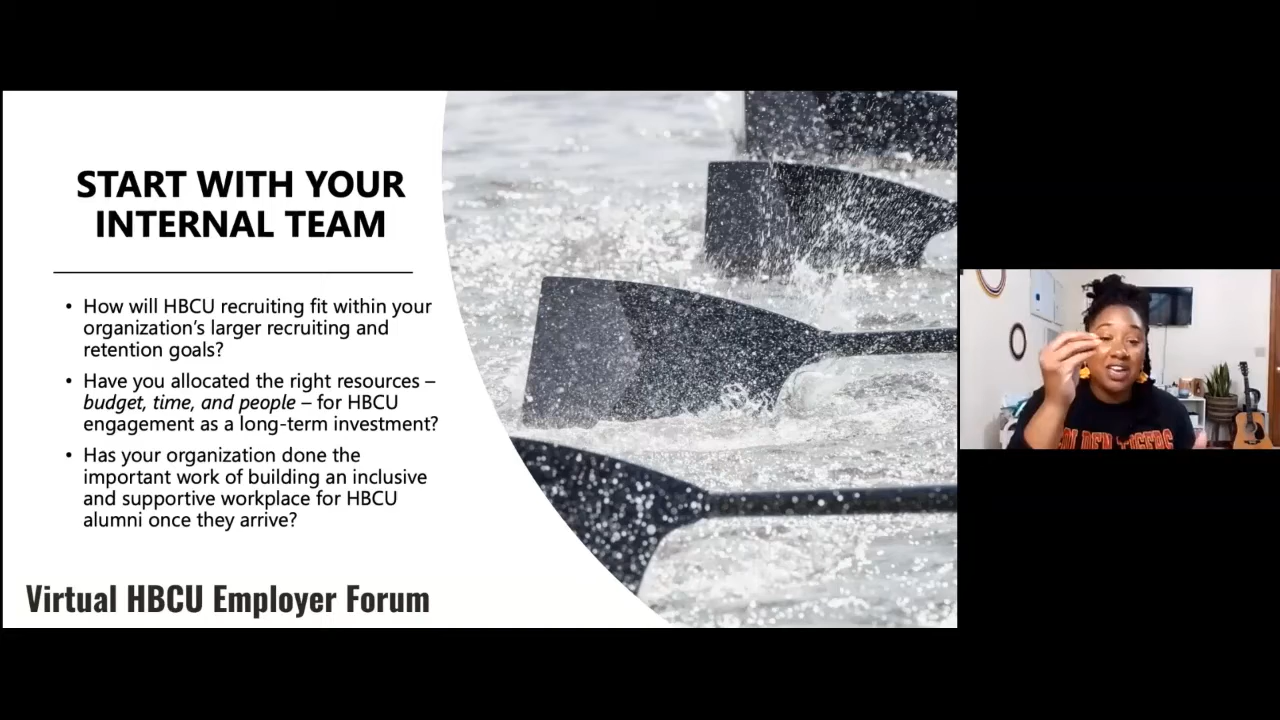 START WITH YOUR
INTERNAL TEAM
• How will HBCU recruiting fit within your
organization’s larger recruiting and
retention goals?
• Have you allocated the right resources –
budget, time, and people – for HBCU
engagement as a long-term investment?
• Has your organization done the
important work of building an inclusive
and supportive workplace for HBCU
alumni once they arrive?
Virtual HBCU Employer Forum
GOLDEN TIGERS